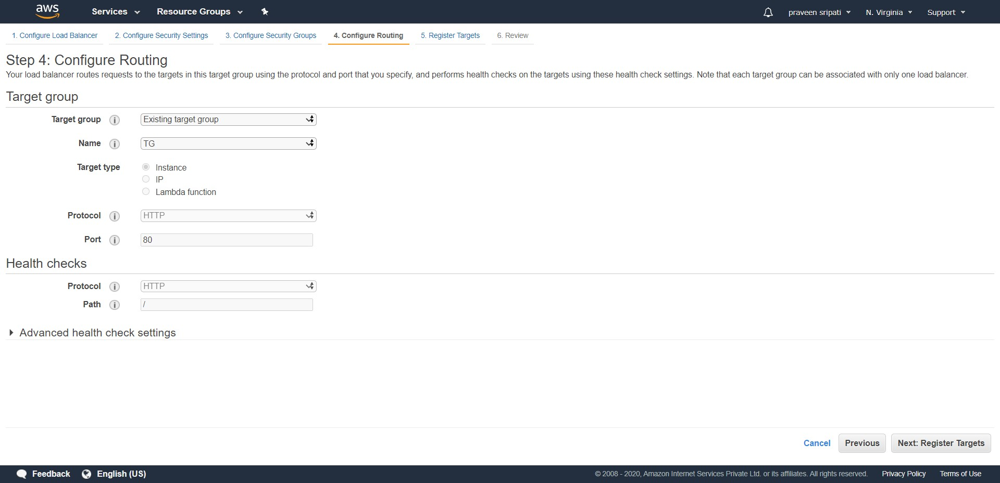 aws Services Resource Groups praveen sripati N. Virginia Support
1. Configure Load Balancer 2. Configure Security Settings 3. Configure Security Groups 4. Configure Routing 5. Register Targets 6. Review
Step 4: Configure Routing
Your load balancer routes requests to the targets in this target group using the protocol and port that you specify, and performs health checks on the targets using these health check settings. Note that each target group can be associated with only one load balancer.
Target group
Target group i Existing target group
Name i TG
Target type Instance
IP
Lambda function
Protocol i HTTP
Port i 80
Health checks
Protocol i HTTP
Path i /
Advanced health check settings
Cancel Previous Next: Register Targets
Feedback English (US) © 2008 - 2020, Amazon Internet Services Private Ltd. or its affiliates. All rights reserved. Privacy Policy Terms of Use